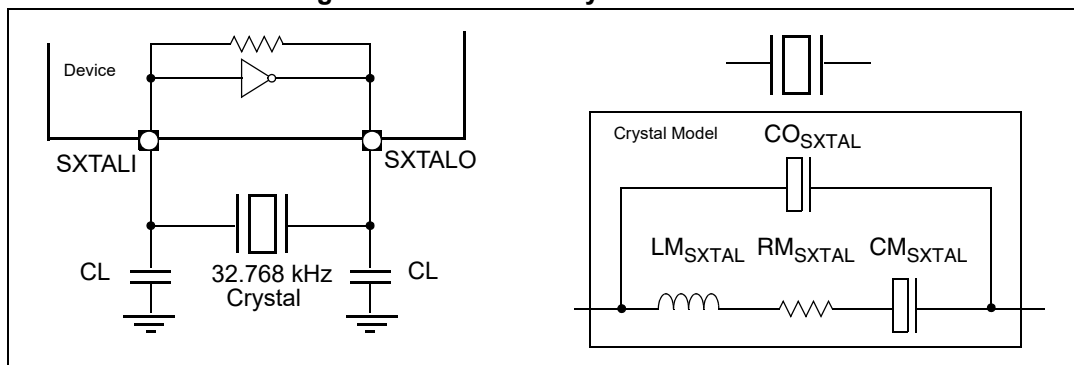 Device
SXTALI
SXTALO
CL
32.768 kHz
Crystal
CL
Crystal Model
CO_SXTAL
LM_SXTAL RM_SXTAL CM_SXTAL